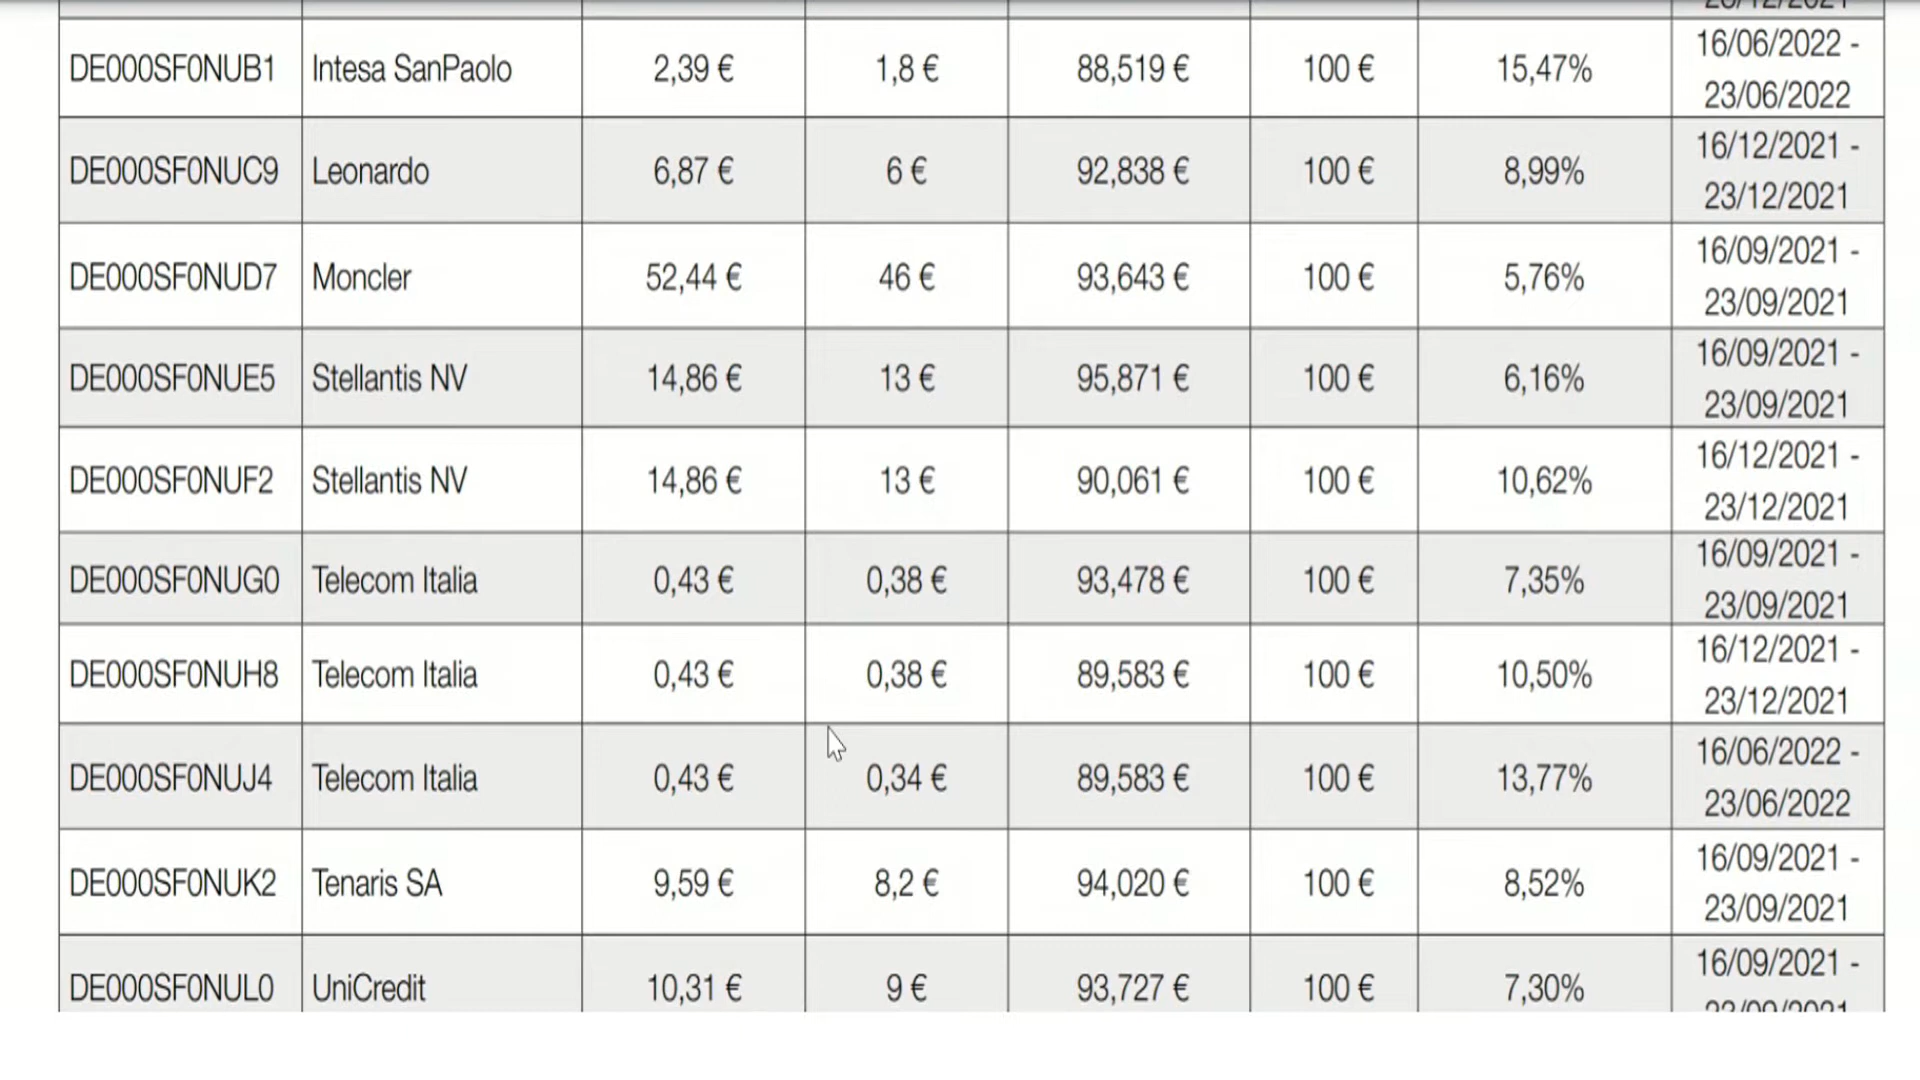 DE000SF0NUB1 Intesa SanPaolo 2,39 € 1,8 € 88,519 € 100 € 15,47% 16/06/2022 -
23/06/2022
DE000SF0NUC9 Leonardo 6,87 € 6 € 92,838 € 100 € 8,99% 16/12/2021 -
23/12/2021
DE000SF0NUD7 Moncler 52,44 € 46 € 93,643 € 100 € 5,76% 16/09/2021 -
23/09/2021
DE000SF0NUE5 Stellantis NV 14,86 € 13 € 95,871 € 100 € 6,16% 16/09/2021 -
23/09/2021
DE000SF0NUF2 Stellantis NV 14,86 € 13 € 90,061 € 100 € 10,62% 16/12/2021 -
23/12/2021
DE000SF0NUG0 Telecom Italia 0,43 € 0,38 € 93,478 € 100 € 7,35% 16/09/2021 -
23/09/2021
DE000SF0NUH8 Telecom Italia 0,43 € 0,38 € 89,583 € 100 € 10,50% 16/12/2021 -
23/12/2021
DE000SF0NUJ4 Telecom Italia 0,43 € 0,34 € 89,583 € 100 € 13,77% 16/06/2022 -
23/06/2022
DE000SF0NUK2 Tenaris SA 9,59 € 8,2 € 94,020 € 100 € 8,52% 16/09/2021 -
23/09/2021
DE000SF0NUL0 UniCredit 10,31 € 9 € 93,727 € 100 € 7,30% 16/09/2021 -